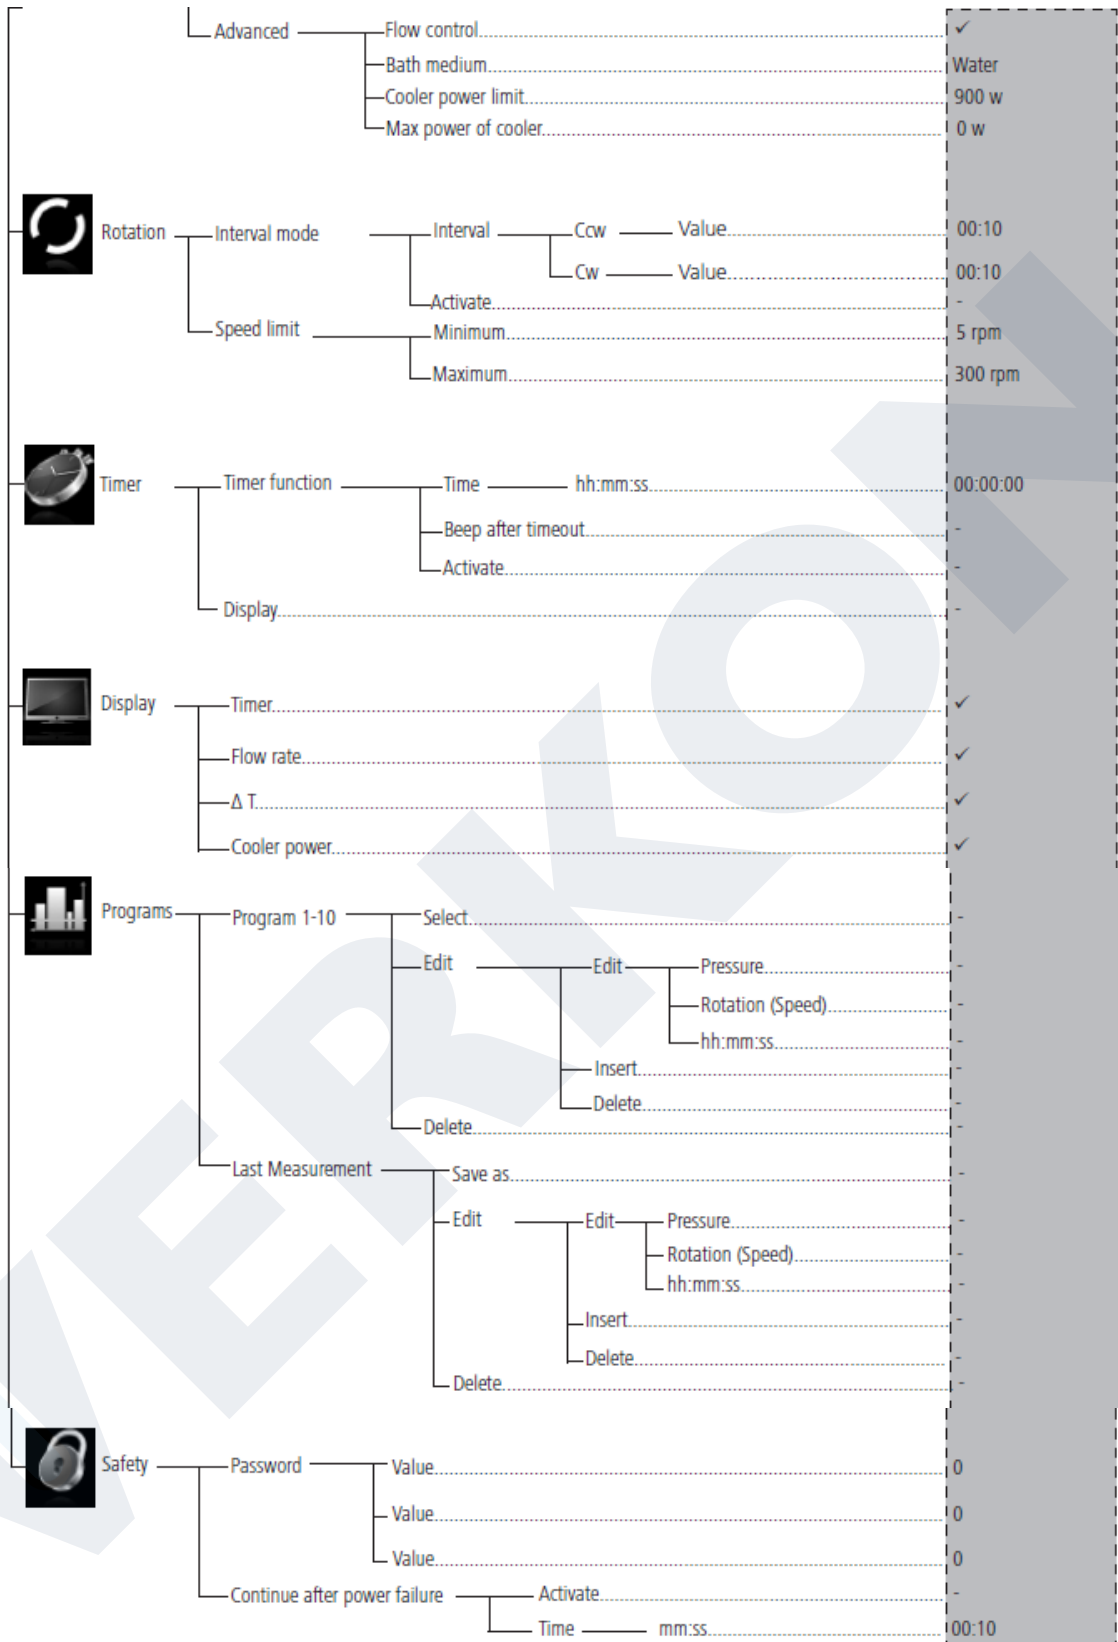 Advanced Flow control ✓
Bath medium Water
Cooler power limit 900 w
Max power of cooler 0 w
Rotation Interval mode Interval Ccw Value 00:10
Cw Value 00:10
Activate -
Speed limit Minimum 5 rpm
Maximum 300 rpm
Timer Timer function Time hh:mm:ss 00:00:00
Beep after timeout -
Activate -
Display -
Display Timer ✓
Flow rate ✓
Δ T ✓
Cooler power ✓
Programs Program 1-10 Select -
Edit Edit Pressure -
Rotation (Speed) -
hh:mm:ss -
Insert -
Delete -
Delete -
Last Measurement Save as -
Edit Edit Pressure -
Rotation (Speed) -
hh:mm:ss -
Insert -
Delete -
Delete -
Safety Password Value 0
Value 0
Value 0
Continue after power failure Activate -
Time mm:ss 00:10
VERKON